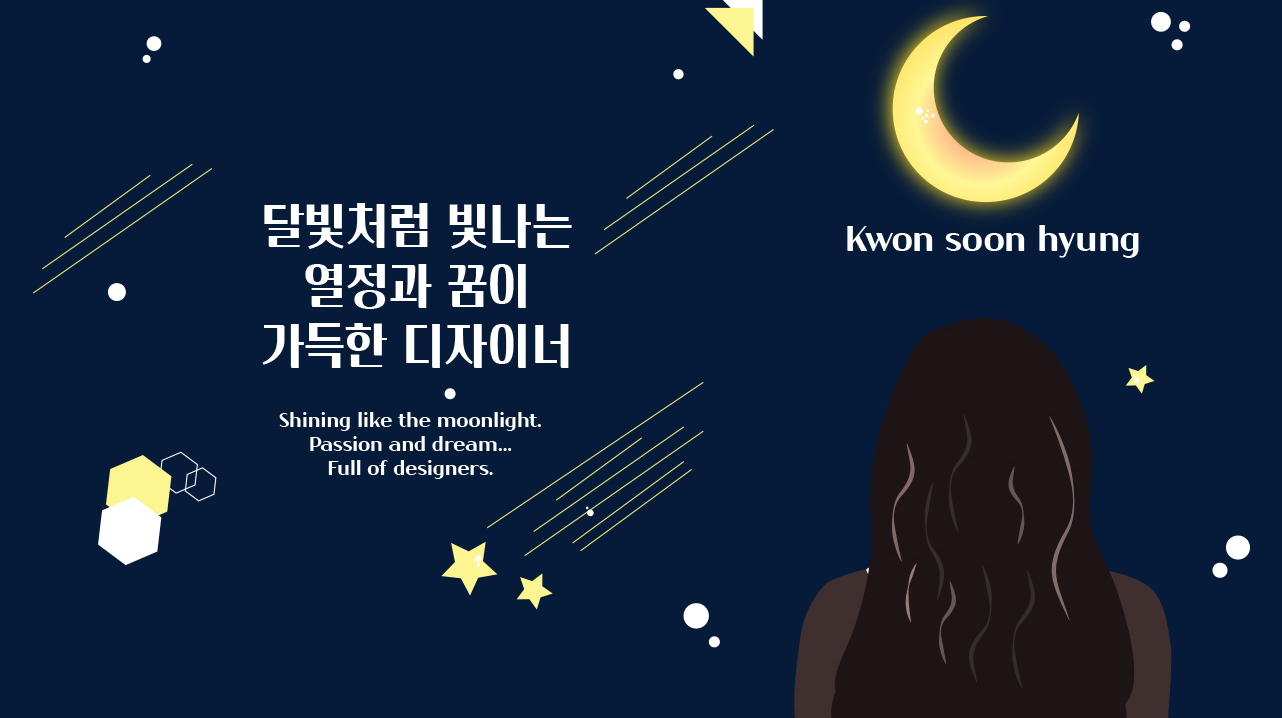 달빛처럼 빛나는
열정과 꿈이
가득한 디자이너
Shining like the moonlight.
Passion and dream...
Full of designers.
Kwon soon hyung